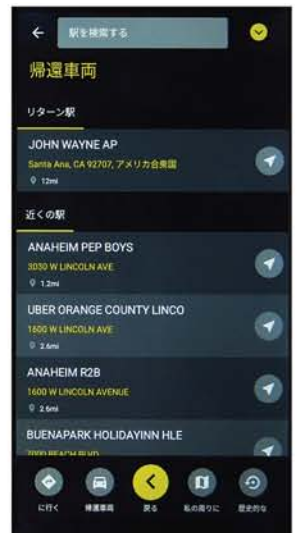 駅を検索する
帰還車両
リターン駅
JOHN WAYNE AP
Santa Ana, CA 92707, アメリカ合衆国
12mi
近くの駅
ANAHEIM PEP BOYS
3030 W LINCOLN AVE
1.2mi
UBER ORANGE COUNTY LINCO
1600 W LINCOLN AVE
2.6mi
ANAHEIM R2B
1600 W LINCOLN AVENUE
2.6mi
BUENAPARK HOLIDAYINN HLE
7000 BEACH BLVD
に行く
帰還車両
戻る
私の周りに
歴史的な